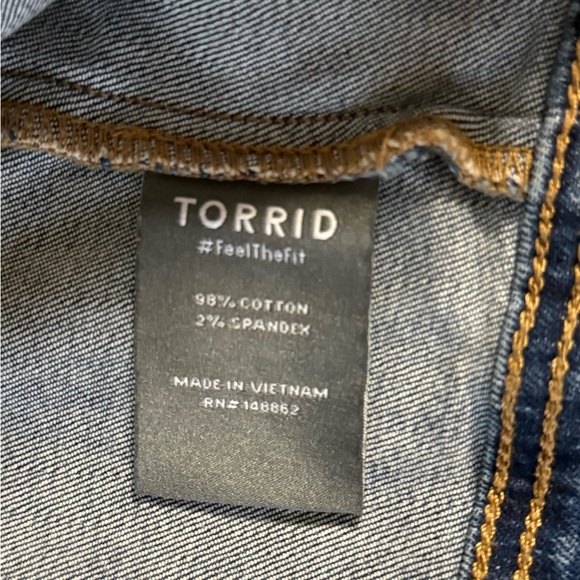 TORRID
#FeelTheFit
98% COTTON
2% SPANDEX
MADE IN VIETNAM
RN# 148862